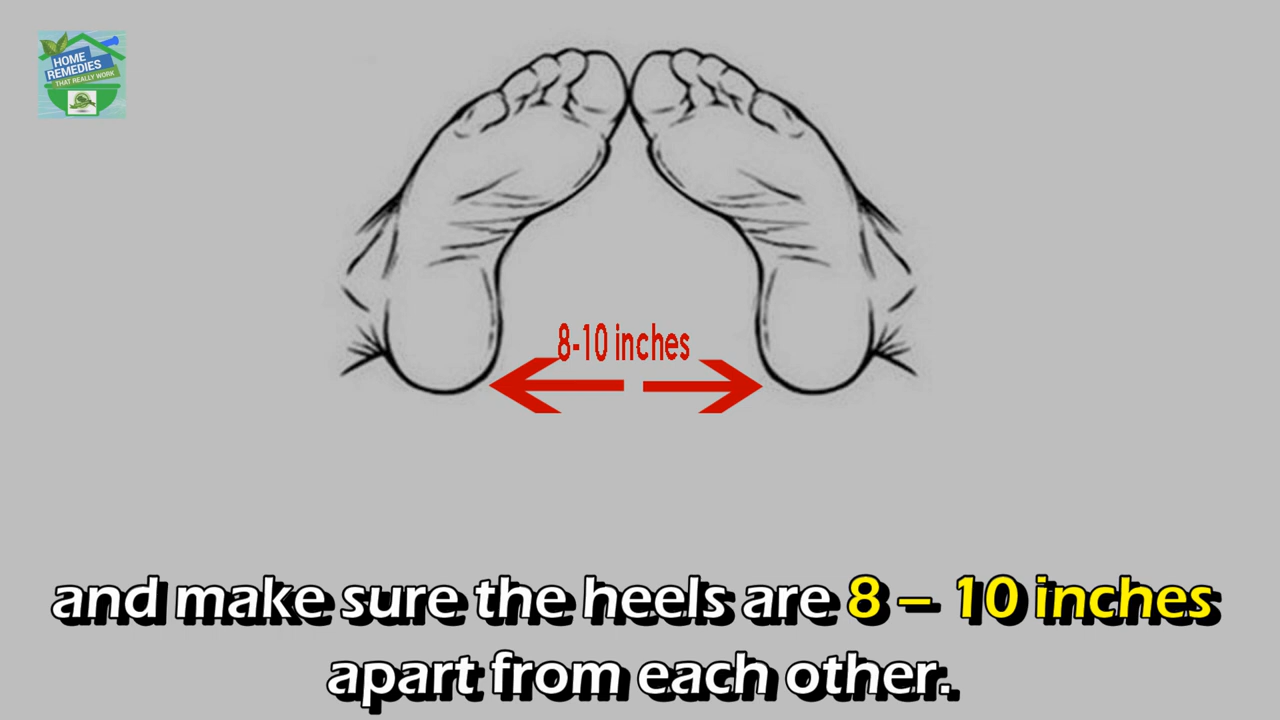 HOME
REMEDIES
THAT REALLY WORK
8-10 inches
and make sure the heels are 8 – 10 inches
apart from each other.